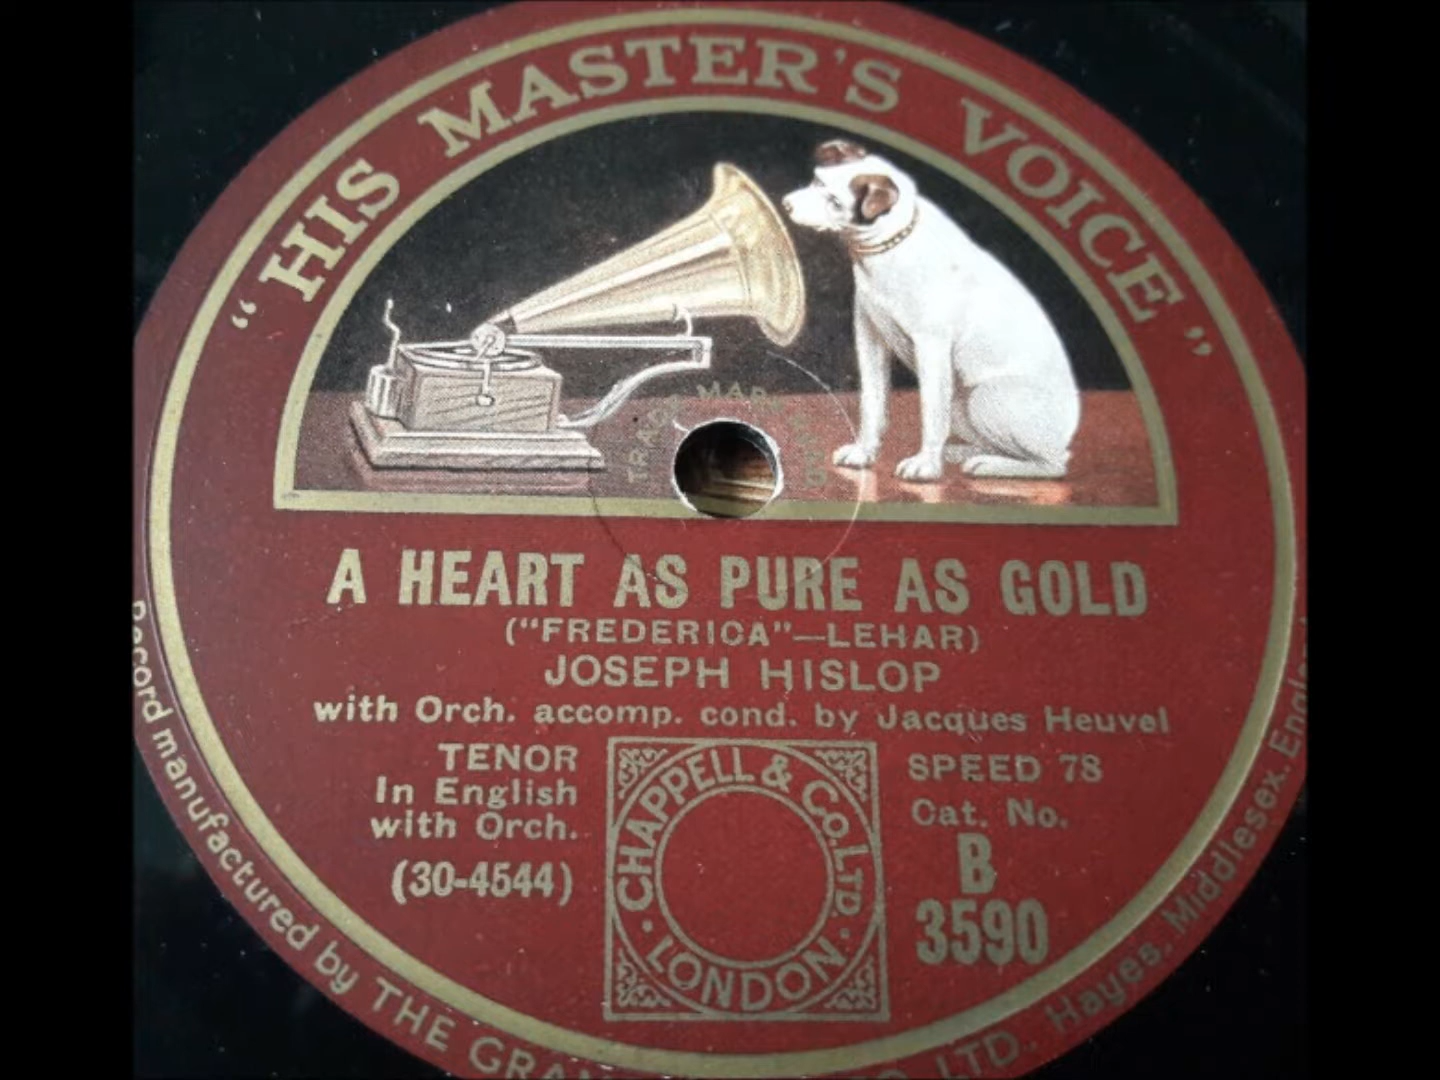 "HIS MASTER'S VOICE"
TRADE MARK
A HEART AS PURE AS GOLD
("FREDERICA"—LEHAR)
JOSEPH HISLOP
with Orch. accomp. cond. by Jacques Heuvel
TENOR
In English
with Orch.
(30-4544)
CHAPPELL & CO. LTD.
· LONDON ·
SPEED 78
Cat. No.
B
3590
Record manufactured by THE LTD. Hayes, Middlesex, England